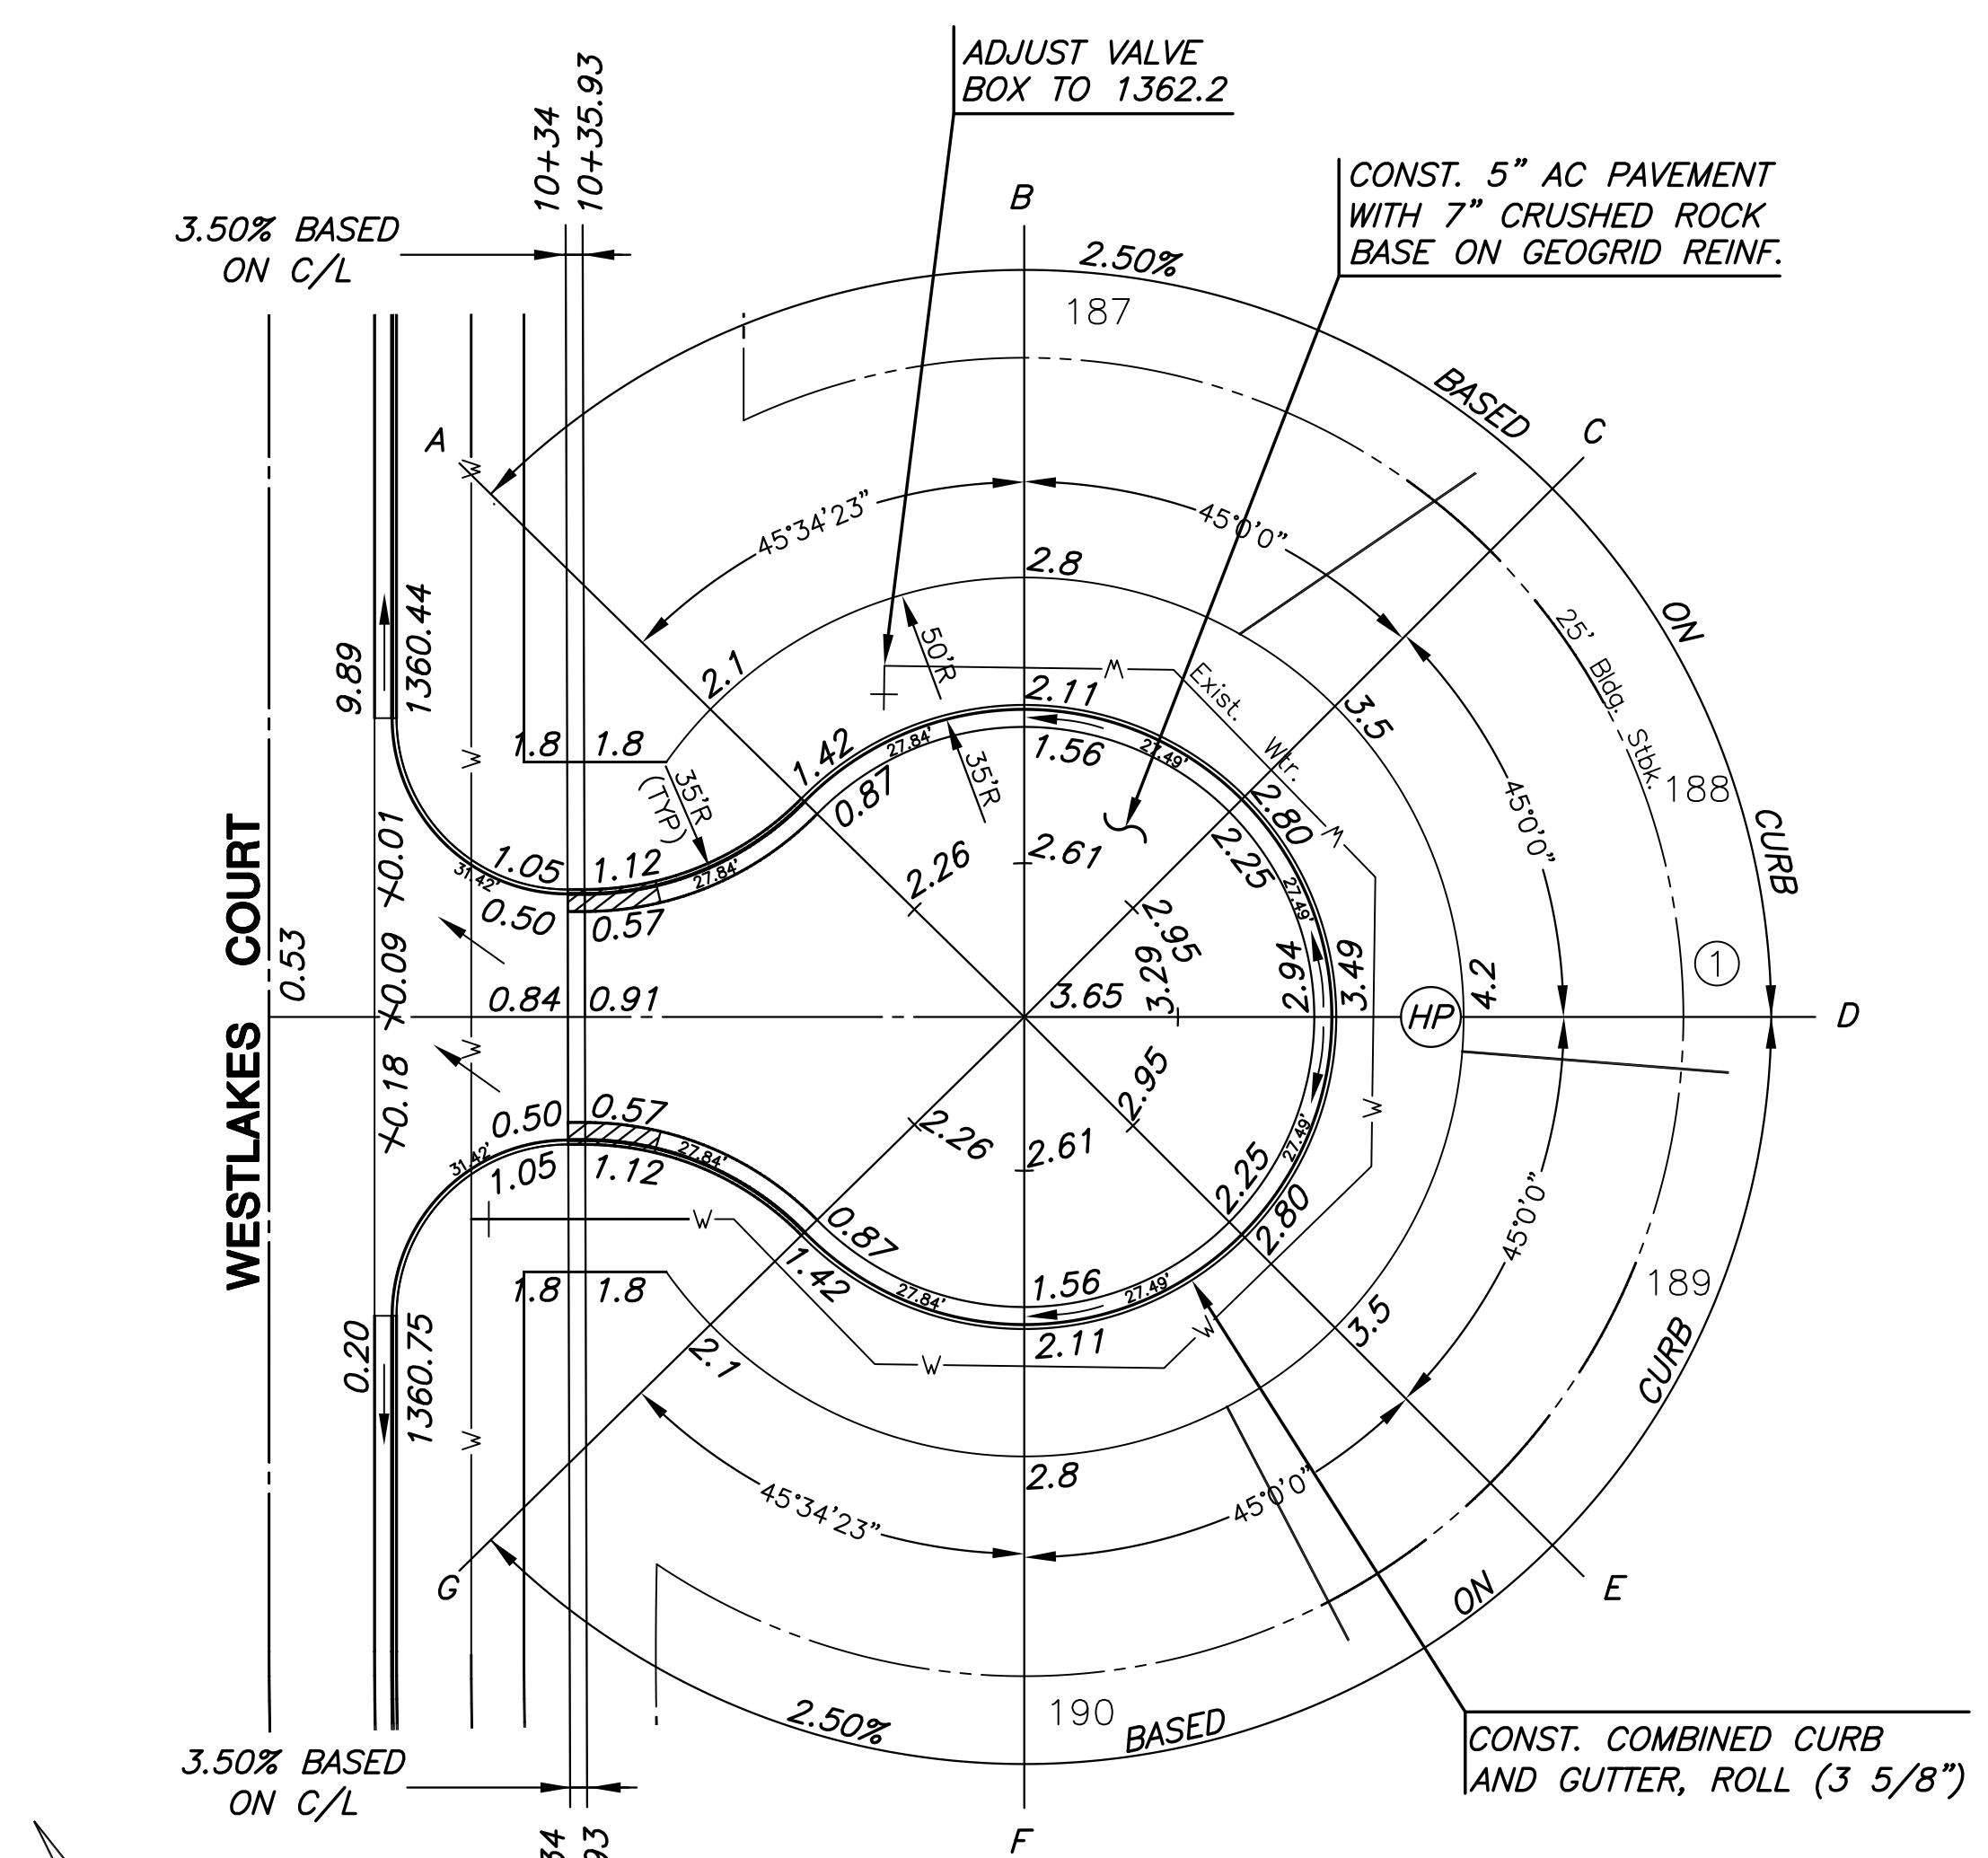 ADJUST VALVE
BOX TO 1362.2
10+34
10+35.93
CONST. 5" AC PAVEMENT
WITH 7" CRUSHED ROCK
BASE ON GEOGRID REINF.
3.50% BASED
ON C/L
B
2.50%
187
BASED
ON
CURB
A
C
45°34'23"
45°0'0"
2.8
50'R
25' Bldg. Stbk.
9.89
1360.44
2.1
W
2.11
Exist.
Wtr.
3.5
1.8
1.8
35'R
(TYP)
1.42
27.84'
35'R
1.56
27.49'
0.87
2.80
45°0'0"
188
1.05
1.12
31.42'
27.84'
0.50
0.57
2.26
2.61
2.25
27.49'
W
W
W
+0.01
+0.09
+0.18
WESTLAKES COURT
0.53
0.84
0.91
3.65
2.95
3.29
2.94
3.49
HP
4.2
1
D
W
W
0.50
0.57
31.42'
27.84'
1.05
1.12
2.26
2.61
2.95
2.25
27.49'
2.80
45°0'0"
W
W
0.20
1360.75
1.8
1.8
0.87
1.42
27.84'
1.56
27.49'
2.11
W
W
W
3.5
189
CURB
2.1
2.8
45°34'23"
45°0'0"
G
E
ON
2.50%
190
BASED
3.50% BASED
ON C/L
CONST. COMBINED CURB
AND GUTTER, ROLL (3 5/8")
34
93
F